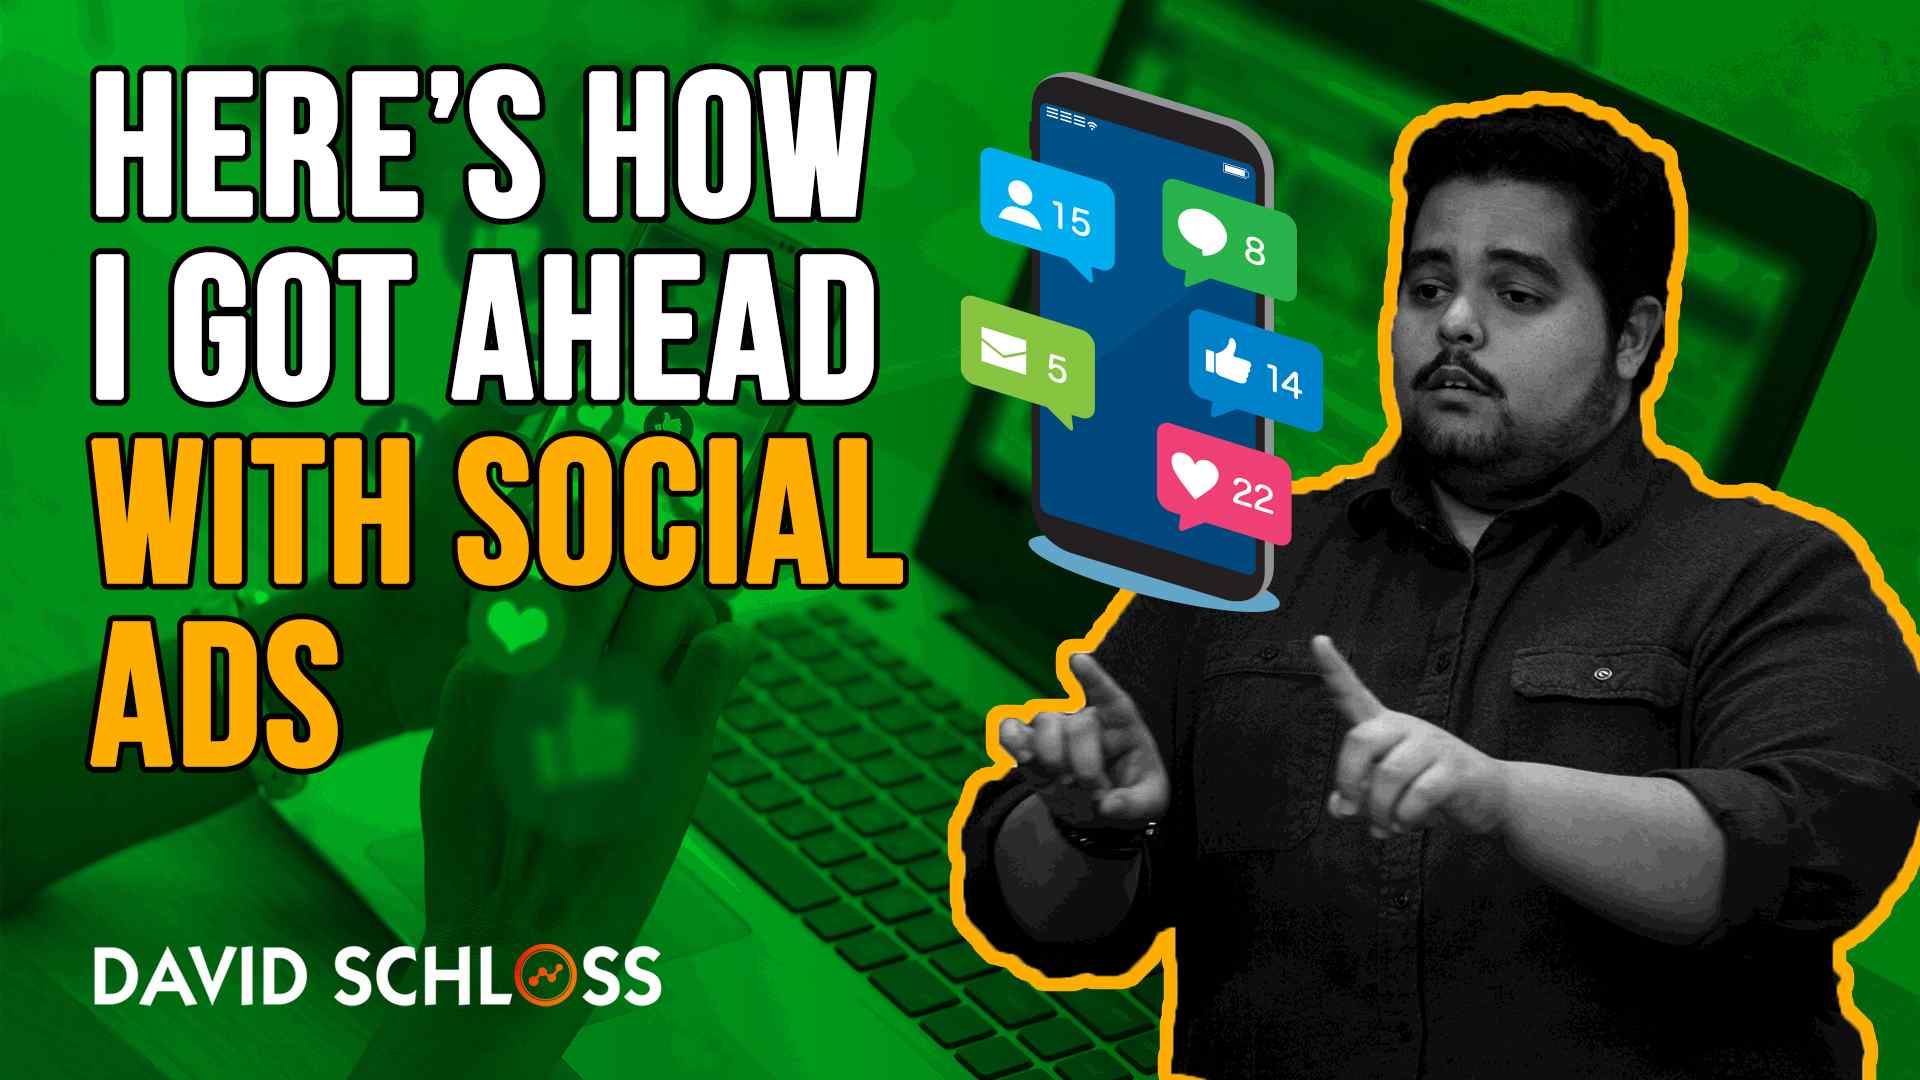 HERE'S HOW
I GOT AHEAD
WITH SOCIAL
ADS
15
8
5
14
22
DAVID SCHLOSS